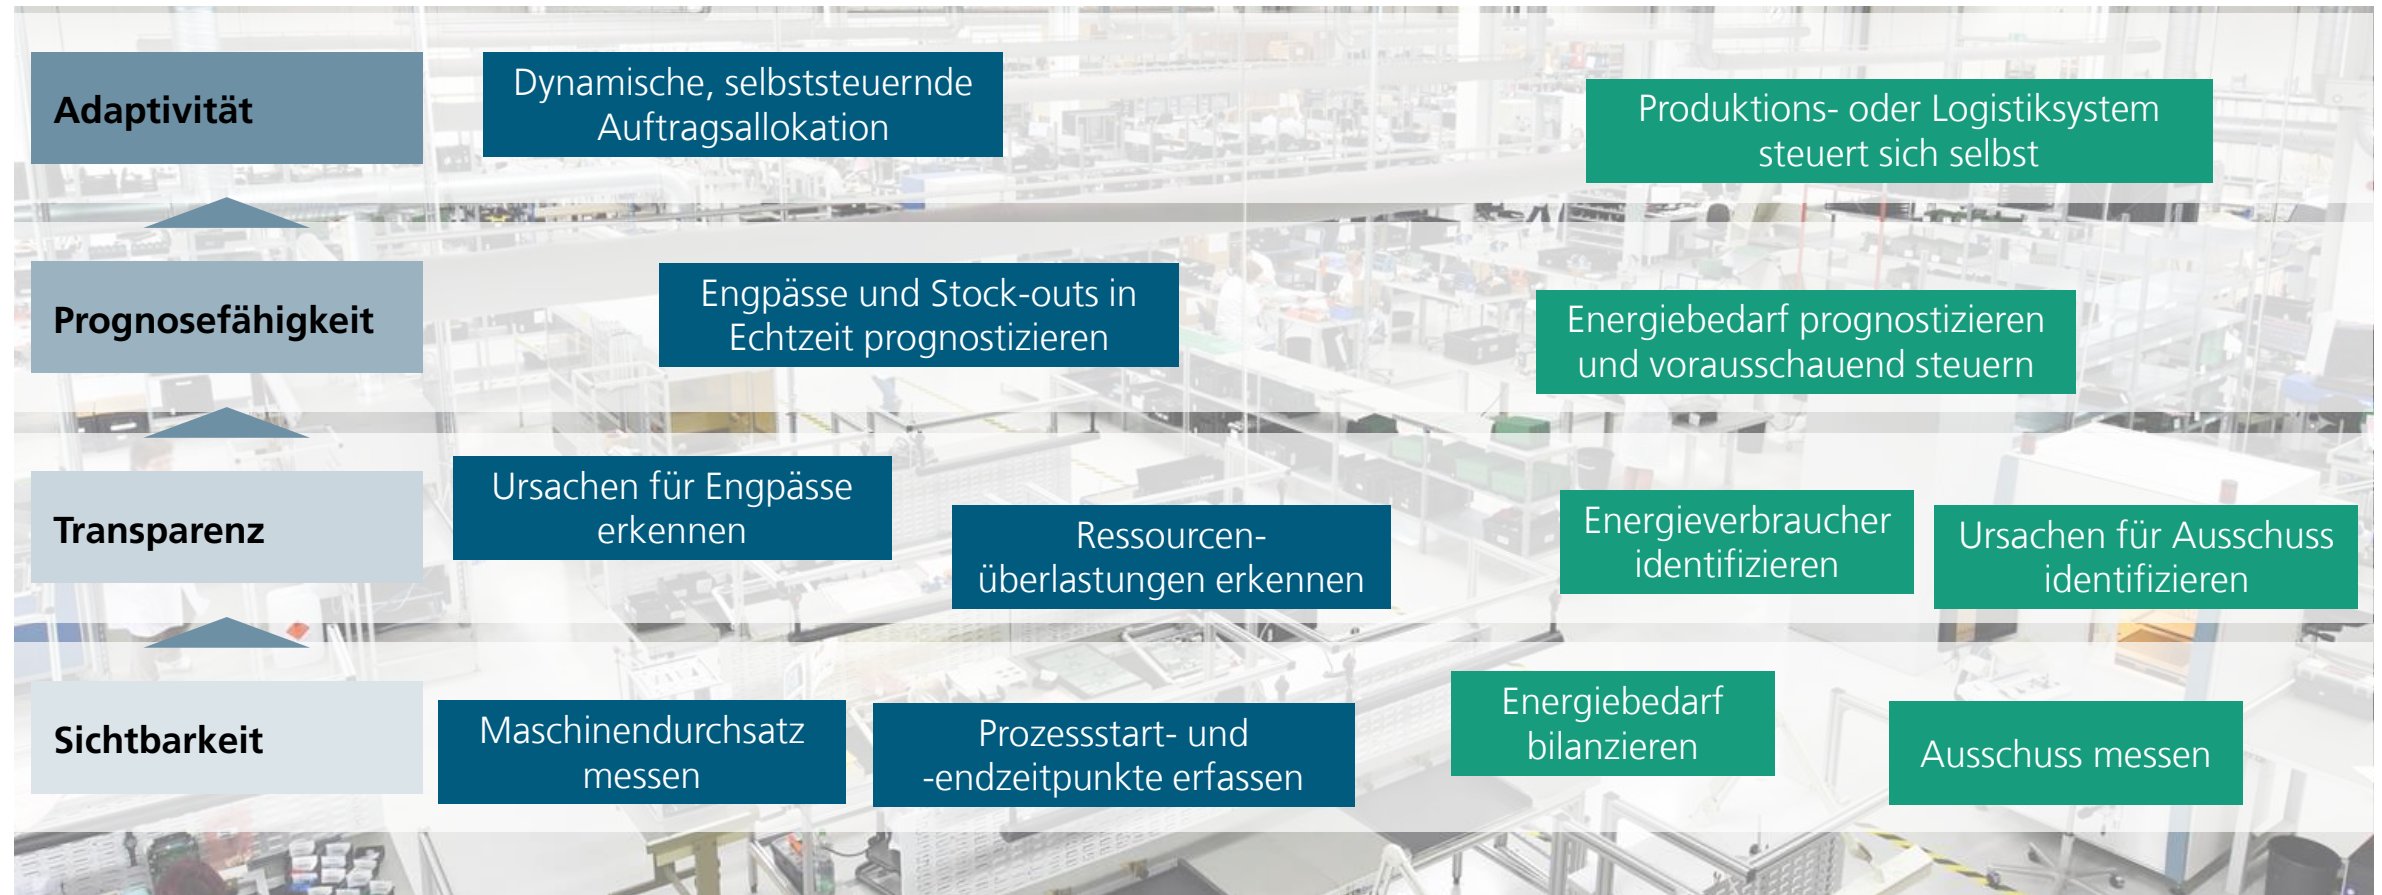 Adaptivität
Dynamische, selbststeuernde
Auftragsallokation
Produktions- oder Logistiksystem
steuert sich selbst
Prognosefähigkeit
Engpässe und Stock-outs in
Echtzeit prognostizieren
Energiebedarf prognostizieren
und vorausschauend steuern
Transparenz
Ursachen für Engpässe
erkennen
Ressourcen-
überlastungen erkennen
Energieverbraucher
identifizieren
Ursachen für Ausschuss
identifizieren
Sichtbarkeit
Maschinendurchsatz
messen
Prozessstart- und
-endzeitpunkte erfassen
Energiebedarf
bilanzieren
Ausschuss messen